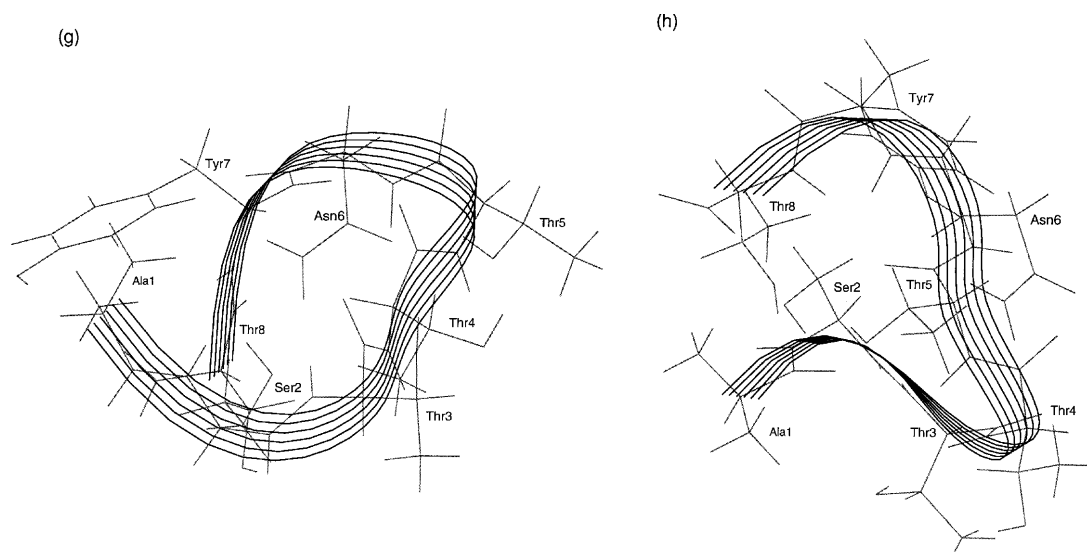 (g)
Tyr7
Asn6
Thr5
Ala1
Thr8
Thr4
Ser2
Thr3
(h)
Tyr7
Thr8
Asn6
Ser2
Thr5
Ala1
Thr3
Thr4